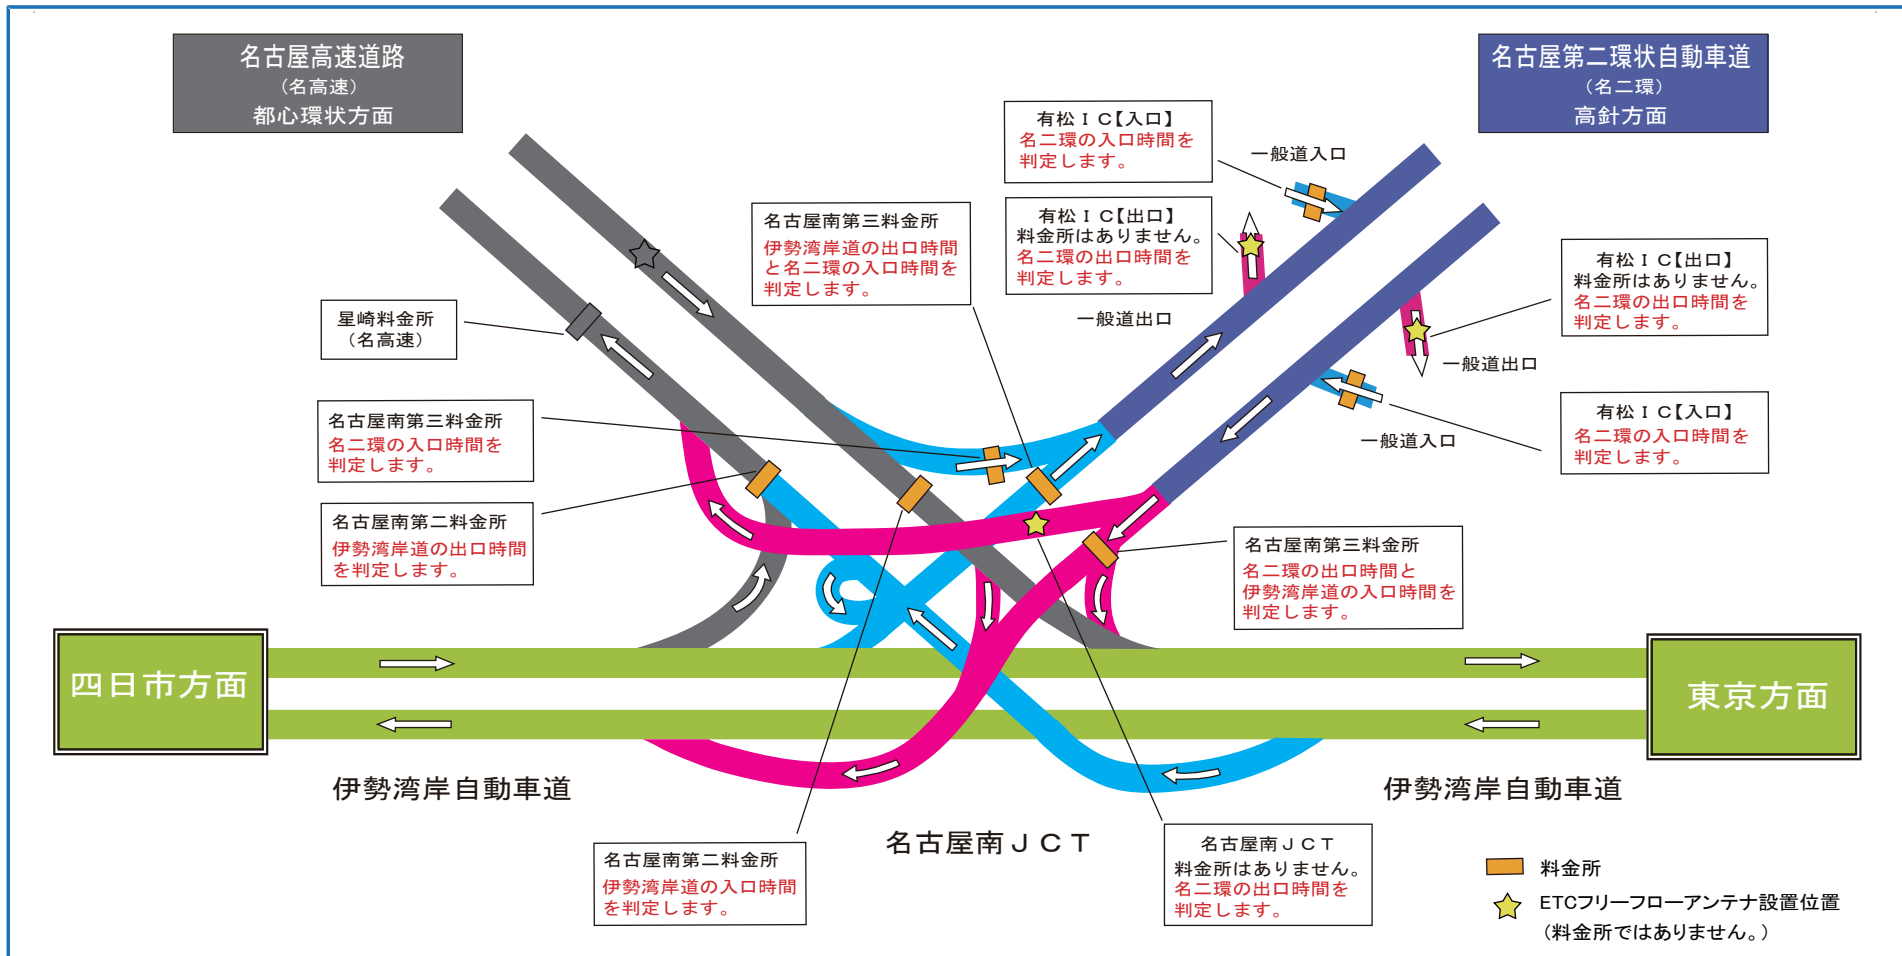 名古屋高速道路
（名高速）
都心環状方面
名古屋第二環状自動車道
（名二環）
高針方面
有松ＩＣ【入口】
名二環の入口時間を
判定します。
一般道入口
有松ＩＣ【出口】
料金所はありません。
名二環の出口時間を
判定します。
一般道出口
名古屋南第三料金所
伊勢湾岸道の出口時間
と名二環の入口時間を
判定します。
有松ＩＣ【出口】
料金所はありません。
名二環の出口時間を
判定します。
一般道出口
星崎料金所
（名高速）
有松ＩＣ【入口】
名二環の入口時間を
判定します。
一般道入口
名古屋南第三料金所
名二環の入口時間を
判定します。
名古屋南第二料金所
伊勢湾岸道の出口時間
を判定します。
名古屋南第三料金所
名二環の出口時間と
伊勢湾岸道の入口時間を
判定します。
四日市方面
東京方面
伊勢湾岸自動車道
伊勢湾岸自動車道
名古屋南ＪＣＴ
名古屋南第二料金所
伊勢湾岸道の入口時間
を判定します。
名古屋南ＪＣＴ
料金所はありません。
名二環の出口時間を
判定します。
料金所
ETCフリーフローアンテナ設置位置
（料金所ではありません。）